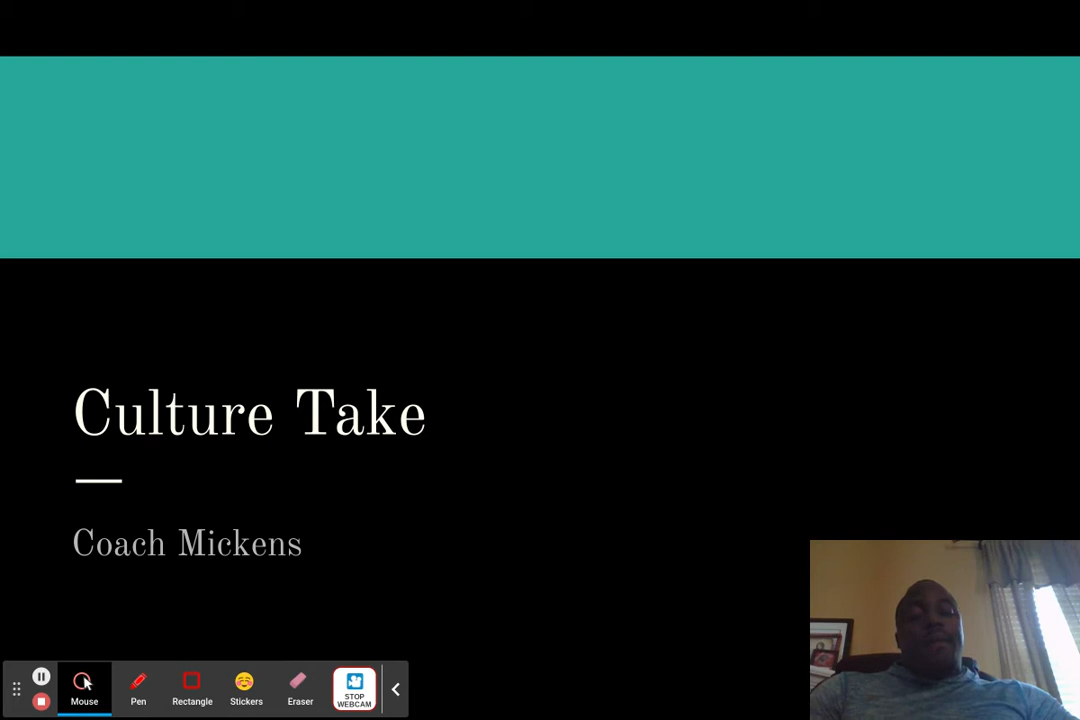 Culture Take
Coach Mickens
Mouse
Pen
Rectangle
Stickers
Eraser
STOP
WEBCAM